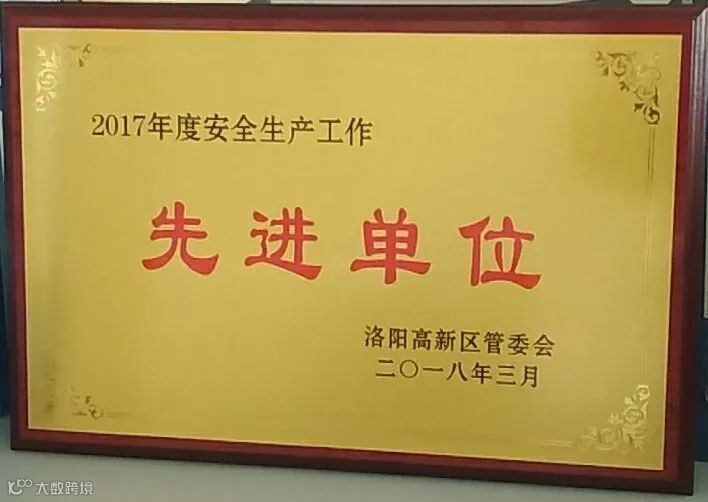 2017年度安全生产工作
先进单位
洛阳高新区管委会
二〇一八年三月
大数跨境